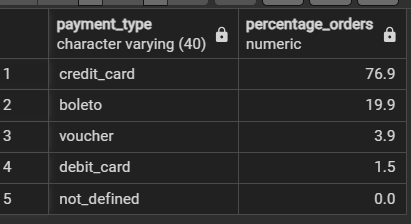 payment_type percentage_orders
character varying (40) numeric
1 credit_card 76.9
2 boleto 19.9
3 voucher 3.9
4 debit_card 1.5
5 not_defined 0.0